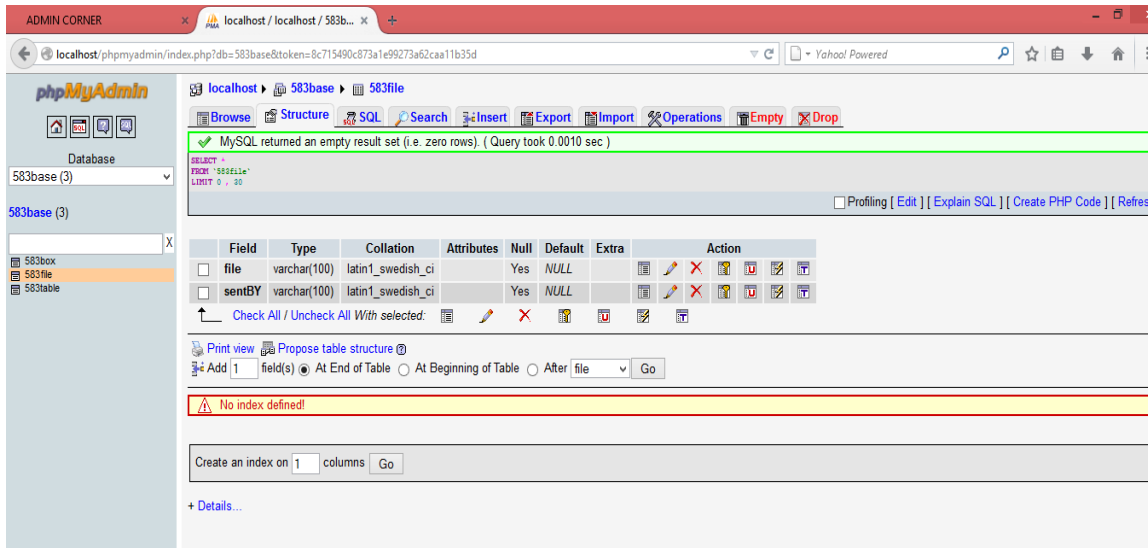 ADMIN CORNER × PMA localhost / localhost / 583b... × +
localhost/phpmyadmin/index.php?db=583base&token=8c715490c873a1e99273a62caa11b35d Yahoo! Powered
phpMyAdmin
SQL
Database
583base (3)
583base (3)
X
583box
583file
583table
localhost ▸ 583base ▸ 583file
Browse Structure SQL Search Insert Export Import Operations Empty Drop
MySQL returned an empty result set (i.e. zero rows). ( Query took 0.0010 sec )
SELECT *
FROM `583file`
LIMIT 0 , 30
Profiling [ Edit ] [ Explain SQL ] [ Create PHP Code ] [ Refres
Field Type Collation Attributes Null Default Extra Action
file varchar(100) latin1_swedish_ci Yes NULL
sentBY varchar(100) latin1_swedish_ci Yes NULL
Check All / Uncheck All With selected:
Print view Propose table structure
Add 1 field(s) At End of Table At Beginning of Table After file Go
No index defined!
Create an index on 1 columns Go
+ Details...